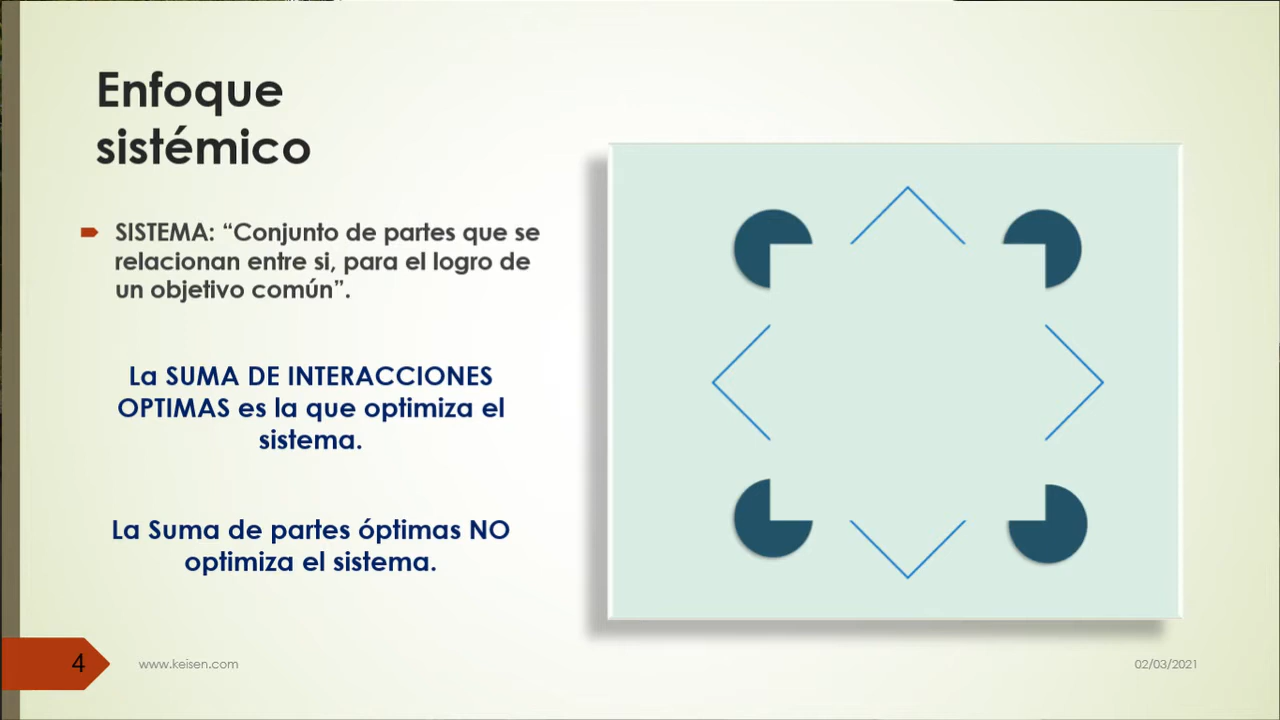 Enfoque
sistémico
SISTEMA: “Conjunto de partes que se
relacionan entre si, para el logro de
un objetivo común”.
La SUMA DE INTERACCIONES
OPTIMAS es la que optimiza el
sistema.
La Suma de partes óptimas NO
optimiza el sistema.
4
www.keisen.com
02/03/2021